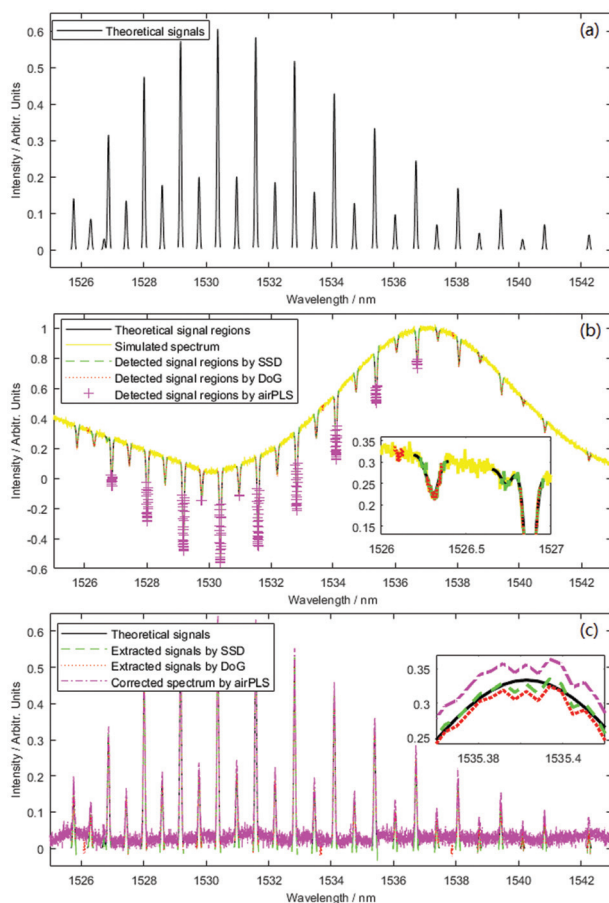 (a)
Theoretical signals
0.6
0.5
0.4
0.3
0.2
0.1
0
Intensity / Arbitr. Units
1526 1528 1530 1532 1534 1536 1538 1540 1542
Wavelength / nm
(b)
Theoretical signal regions
Simulated spectrum
Detected signal regions by SSD
Detected signal regions by DoG
Detected signal regions by airPLS
1
0.8
0.6
0.4
0.2
0
-0.2
-0.4
-0.6
Intensity / Arbitr. Units
0.35
0.3
0.25
0.2
0.15
1526 1526.5 1527
1526 1528 1530 1532 1534 1536 1538 1540 1542
Wavelength / nm
(c)
Theoretical signals
Extracted signals by SSD
Extracted signals by DoG
Corrected spectrum by airPLS
0.6
0.5
0.4
0.3
0.2
0.1
0
Intensity / Arbitr. Units
0.35
0.3
0.25
1535.38 1535.4
1526 1528 1530 1532 1534 1536 1538 1540 1542
Wavelength / nm